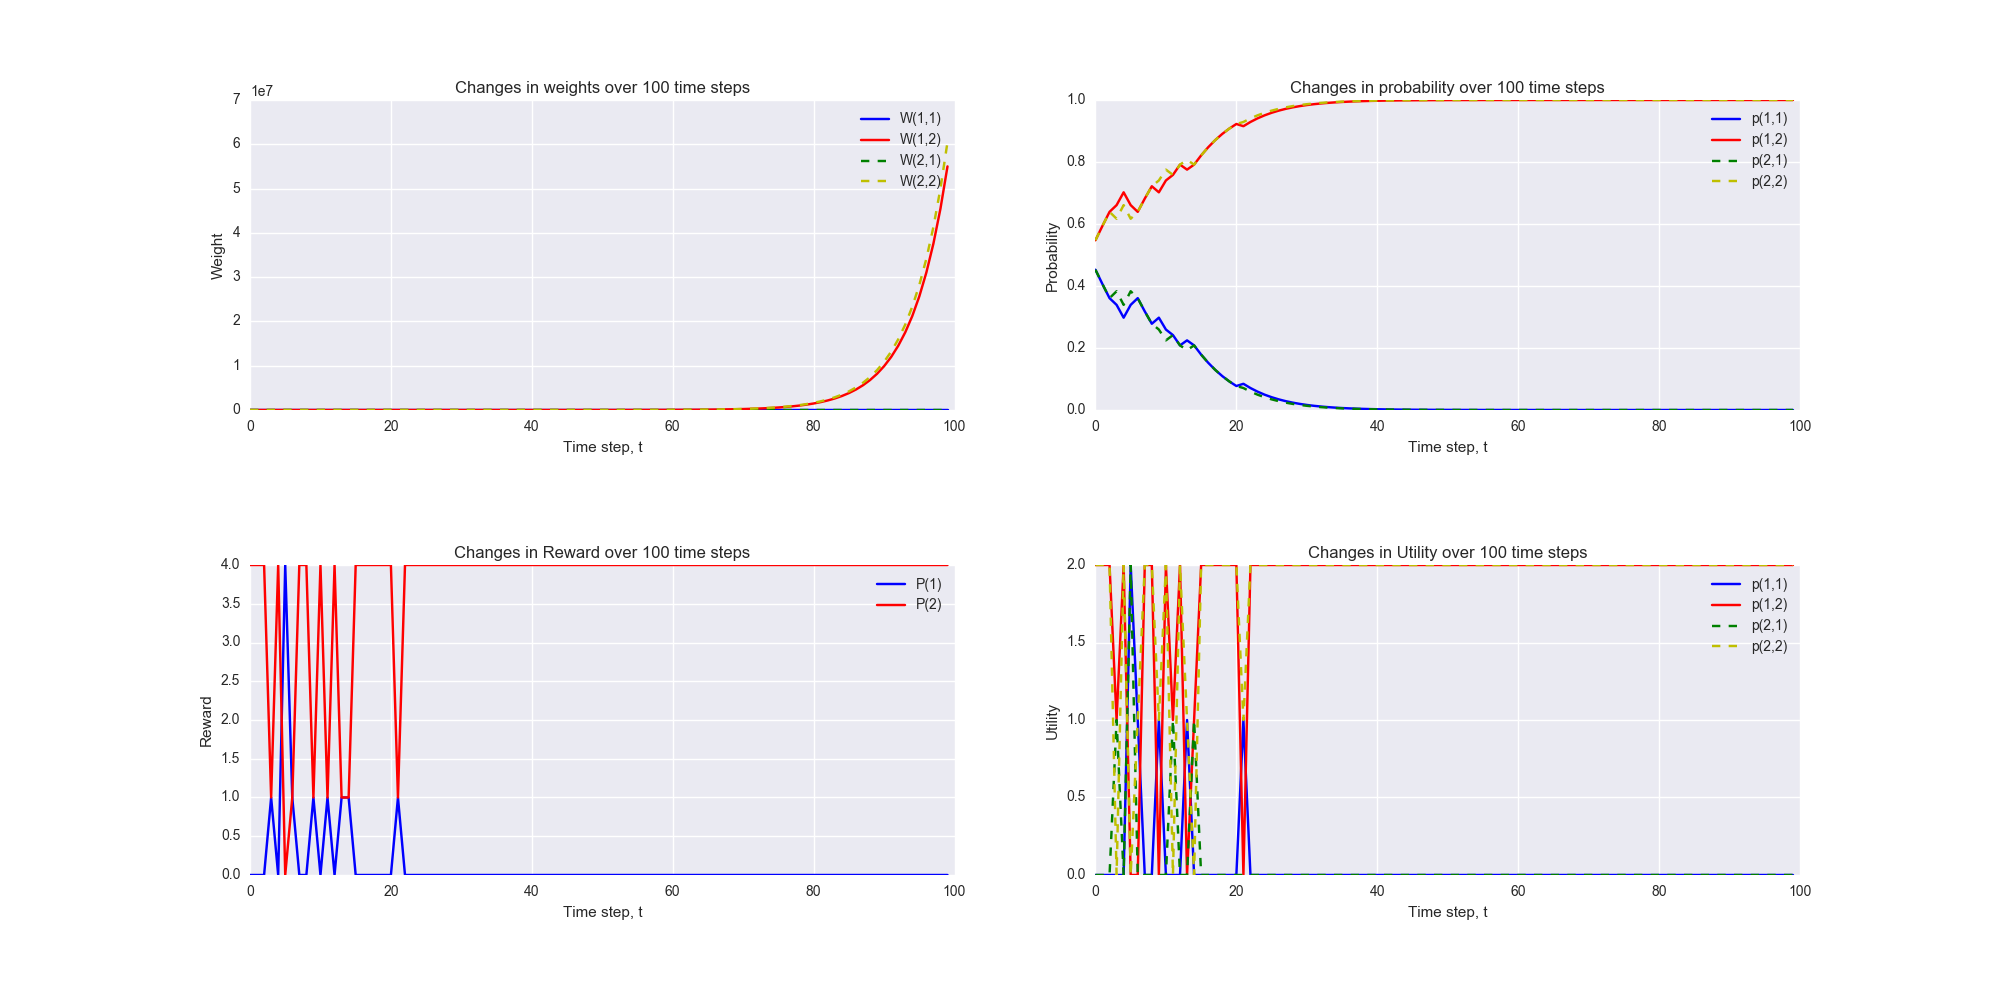 Changes in weights over 100 time steps
1e7
7
6
5
4
3
2
1
0
Weight
W(1,1)
W(1,2)
W(2,1)
W(2,2)
0 20 40 60 80 100
Time step, t
Changes in probability over 100 time steps
1.0
0.8
0.6
0.4
0.2
0.0
Probability
p(1,1)
p(1,2)
p(2,1)
p(2,2)
0 20 40 60 80 100
Time step, t
Changes in Reward over 100 time steps
4.0
3.5
3.0
2.5
2.0
1.5
1.0
0.5
0.0
Reward
P(1)
P(2)
0 20 40 60 80 100
Time step, t
Changes in Utility over 100 time steps
2.0
1.5
1.0
0.5
0.0
Utility
p(1,1)
p(1,2)
p(2,1)
p(2,2)
0 20 40 60 80 100
Time step, t